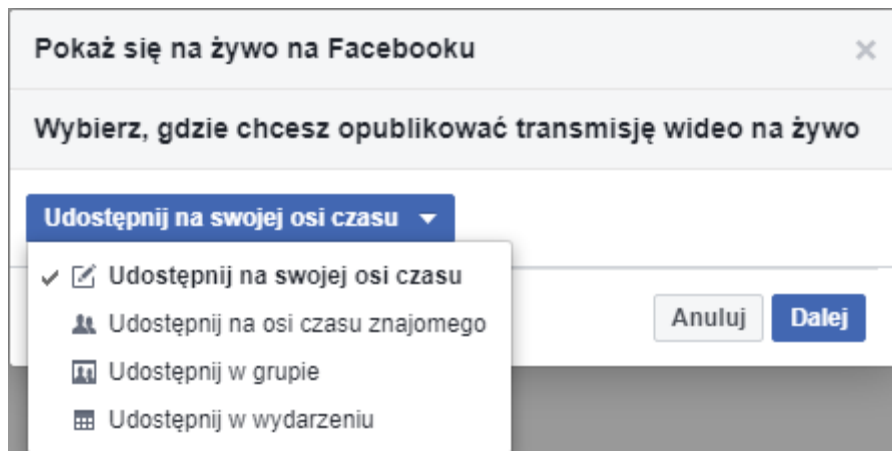 Pokaż się na żywo na Facebooku
Wybierz, gdzie chcesz opublikować transmisję wideo na żywo
Udostępnij na swojej osi czasu
Udostępnij na swojej osi czasu
Udostępnij na osi czasu znajomego
Udostępnij w grupie
Udostępnij w wydarzeniu
Anuluj Dalej